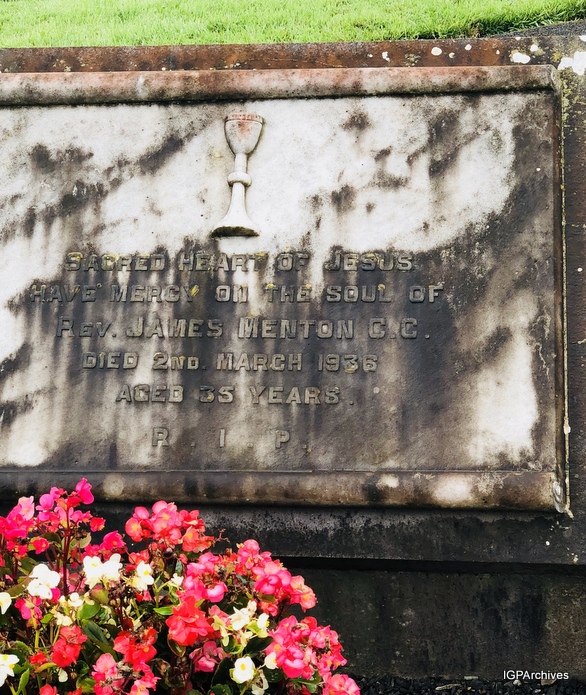 SACRED HEART OF JESUS
HAVE MERCY ON THE SOUL OF
REV. JAMES MENTON C.C.
DIED 2ND. MARCH 1936
AGED 35 YEARS.
R. I. P.
IGPArchives